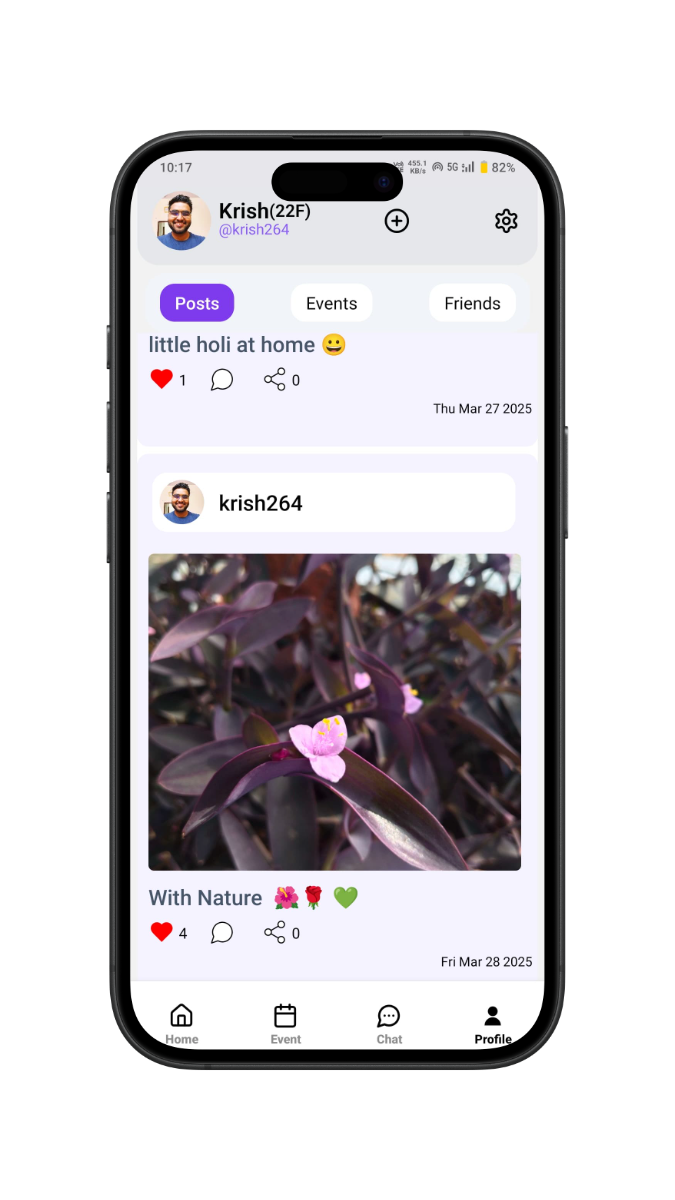 10:17
455.1
KB/s
5G
82%
Krish(22F)
@krish264
Posts
Events
Friends
little holi at home 😀
1
0
Thu Mar 27 2025
krish264
With Nature 🌺🌹💚
4
0
Fri Mar 28 2025
Home
Event
Chat
Profile